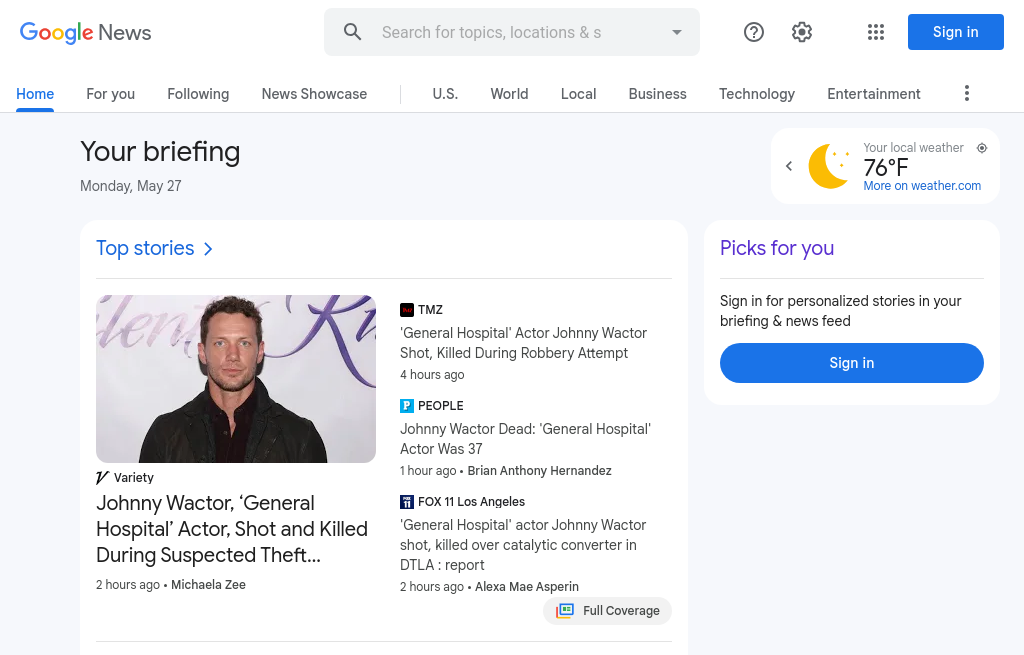 Google News
Search for topics, locations & s
Sign in
Home
For you
Following
News Showcase
U.S.
World
Local
Business
Technology
Entertainment
Your briefing
Monday, May 27
Your local weather
76°F
More on weather.com
Top stories
Picks for you
Sign in for personalized stories in your
briefing & news feed
Sign in
Variety
Johnny Wactor, ‘General
Hospital’ Actor, Shot and Killed
During Suspected Theft...
2 hours ago • Michaela Zee
TMZ
'General Hospital' Actor Johnny Wactor
Shot, Killed During Robbery Attempt
4 hours ago
P PEOPLE
Johnny Wactor Dead: 'General Hospital'
Actor Was 37
1 hour ago • Brian Anthony Hernandez
FOX 11 Los Angeles
'General Hospital' actor Johnny Wactor
shot, killed over catalytic converter in
DTLA : report
2 hours ago • Alexa Mae Asperin
Full Coverage